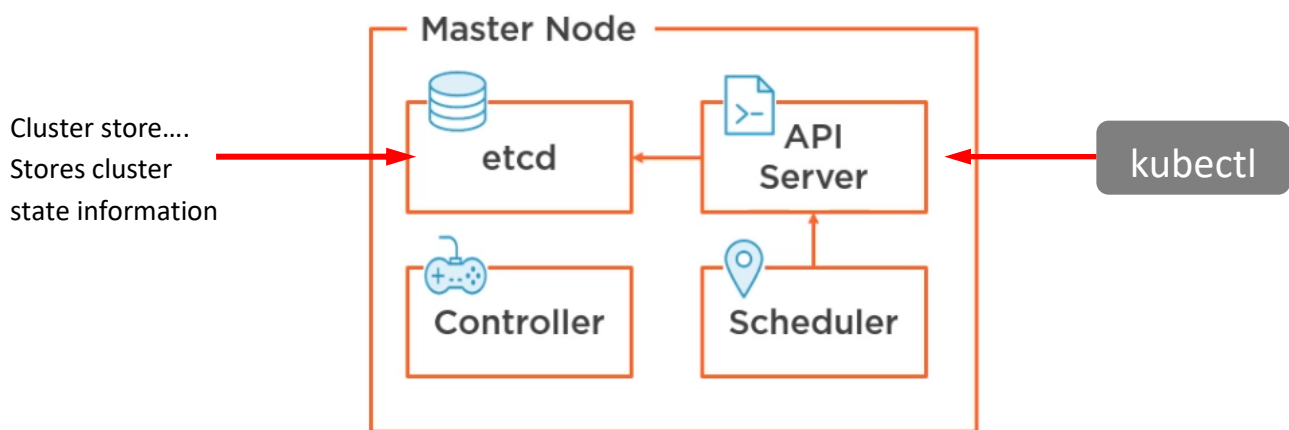 Master Node
Cluster store....
Stores cluster
state information
etcd
API
Server
kubectl
Controller
Scheduler